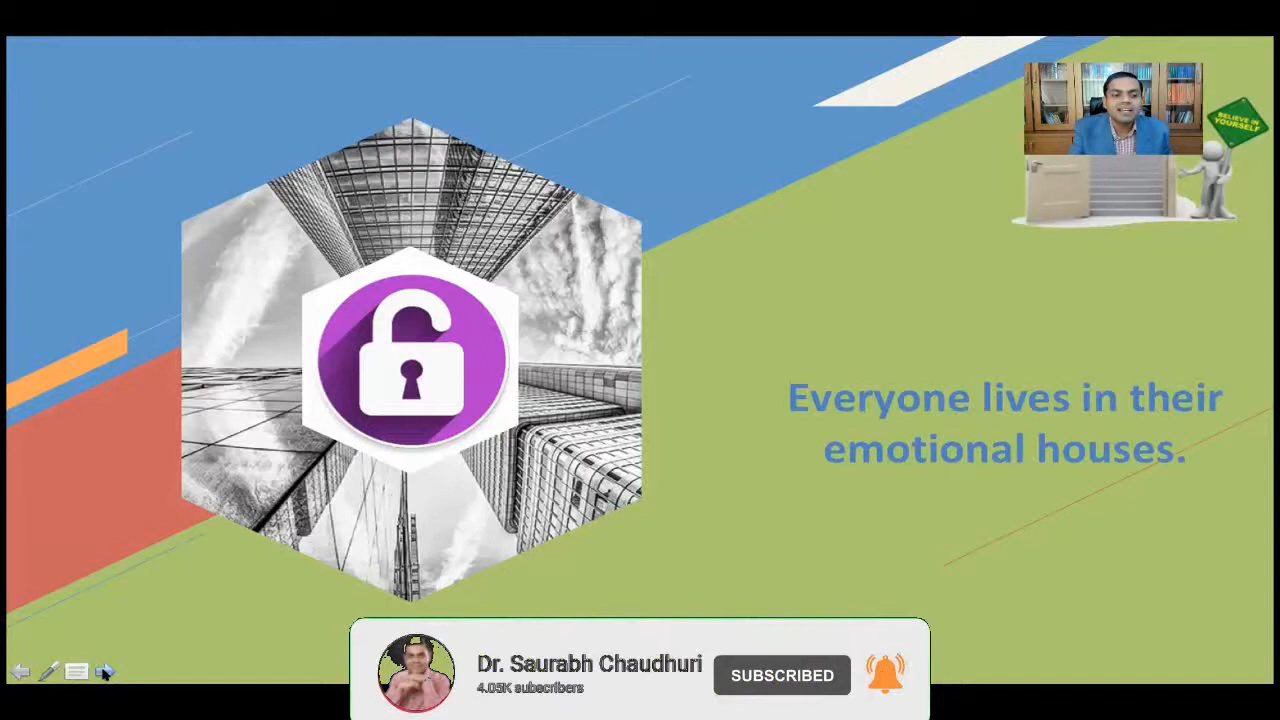 BELIEVE IN
YOURSELF
Everyone lives in their
emotional houses.
Dr. Saurabh Chaudhuri
4.05K subscribers
SUBSCRIBED